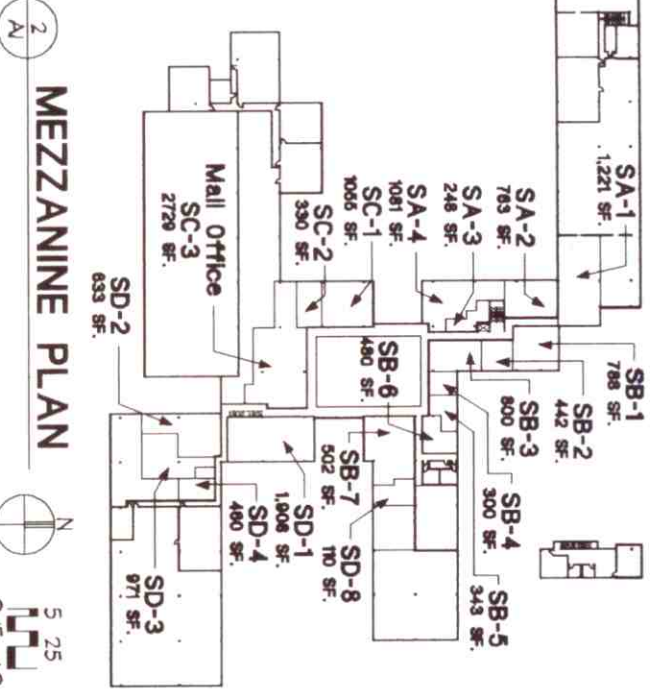 SA-1
1,221 SF.
SA-2
763 SF.
SA-3
248 SF.
SA-4
1081 SF.
SC-1
1066 SF.
SC-2
330 SF.
Mall Office
SC-3
2729 SF.
SB-1
788 SF.
SB-2
442 SF.
SB-3
800 SF.
SB-4
300 SF.
SB-5
343 SF.
SB-6
480 SF.
SB-7
502 SF.
SD-8
110 SF.
SD-1
1,906 SF.
SD-4
480 SF.
SD-3
971 SF.
SD-2
633 SF.
2
MEZZANINE PLAN
N
5 25